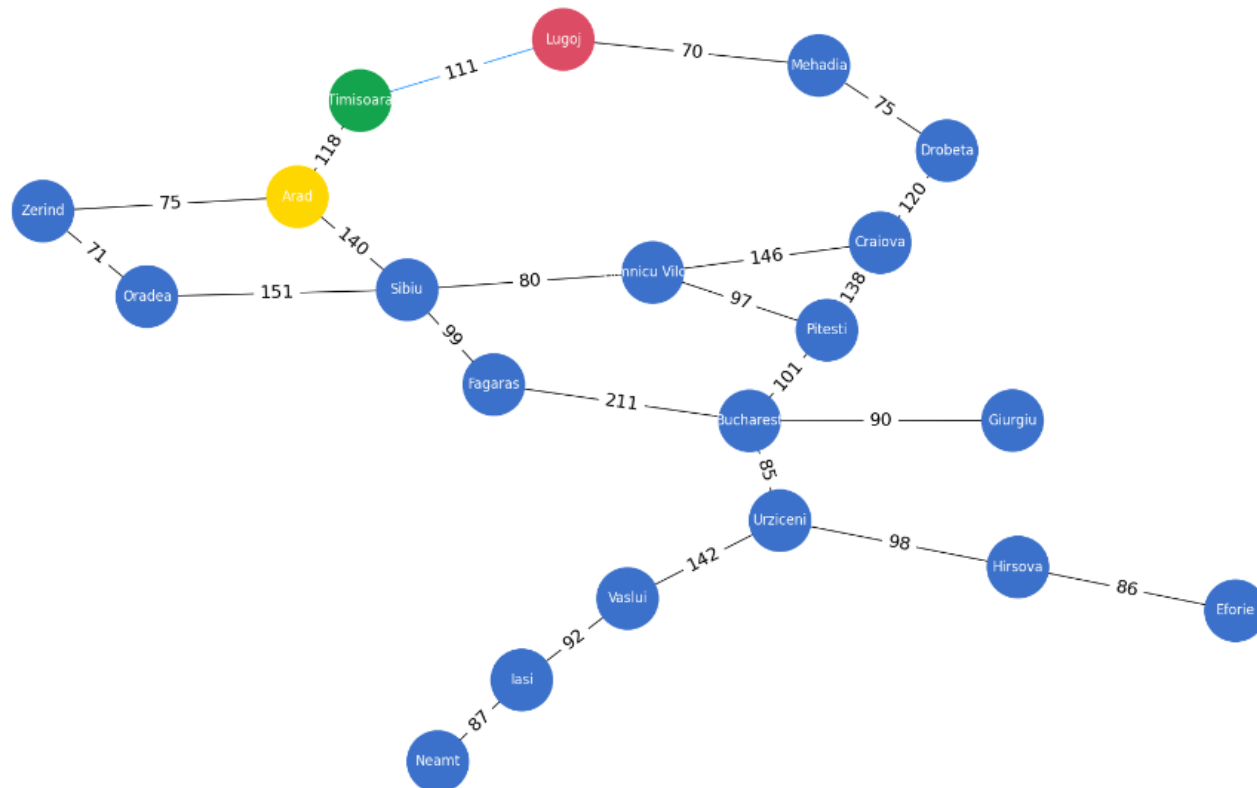 Lugoj
70
Mehadia
111
Timisoara
75
118
Drobeta
Arad
75
120
Zerind
140
Craiova
71
146
Sibiu
80
Oradea
151
97
138
Pitesti
99
Fagaras
101
211
Bucharest
90
Giurgiu
85
Urziceni
98
142
Hirsova
86
Vaslui
Eforie
92
Iasi
87
Neamt